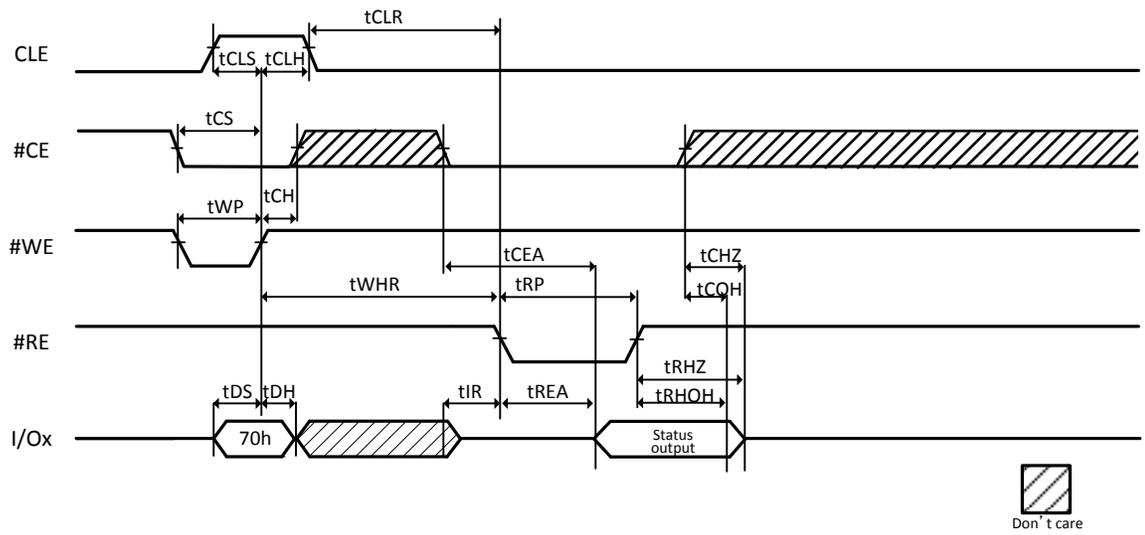 tCLR
CLE
tCLS tCLH
tCS
#CE
tCH
tWP
#WE
tCEA
tCHZ
tWHR
tRP
tCOH
#RE
tRHZ
tDS tDH
tIR
tREA
tRHOH
I/Ox
70h
Status
output
Don’t care